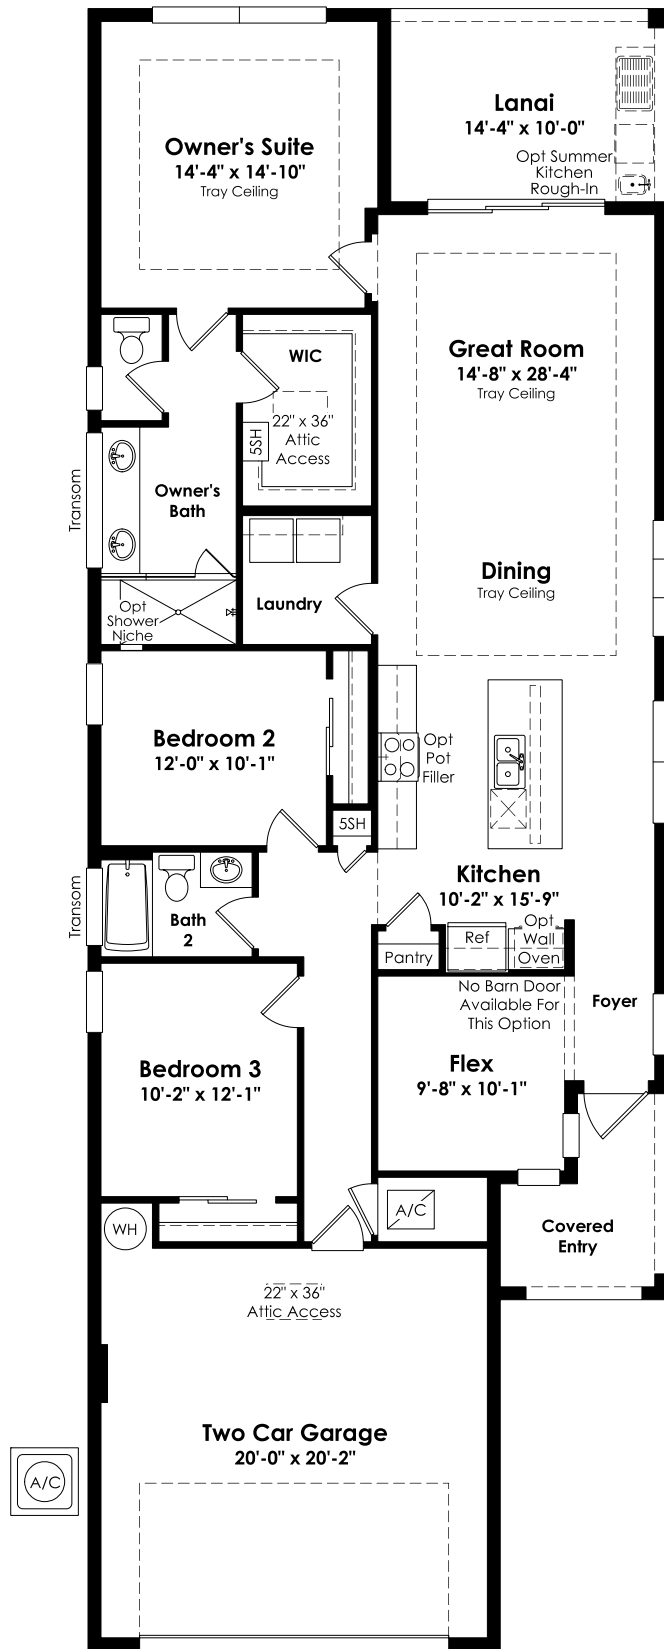 Lanai
14'-4" x 10'-0"
Opt Summer
Kitchen
Rough-In
Owner's Suite
14'-4" x 14'-10"
Tray Ceiling
Great Room
14'-8" x 28'-4"
Tray Ceiling
WIC
22" x 36"
Attic
Access
5SH
Transom
Owner's
Bath
Dining
Tray Ceiling
Laundry
Opt
Shower
Niche
Bedroom 2
12'-0" x 10'-1"
Opt
Pot
Filler
5SH
Kitchen
10'-2" x 15'-9"
Transom
Bath
2
Pantry
Ref
Opt
Wall
Oven
No Barn Door
Available For
This Option
Foyer
Flex
9'-8" x 10'-1"
Bedroom 3
10'-2" x 12'-1"
WH
A/C
Covered
Entry
22" x 36"
Attic Access
Two Car Garage
20'-0" x 20'-2"
A/C